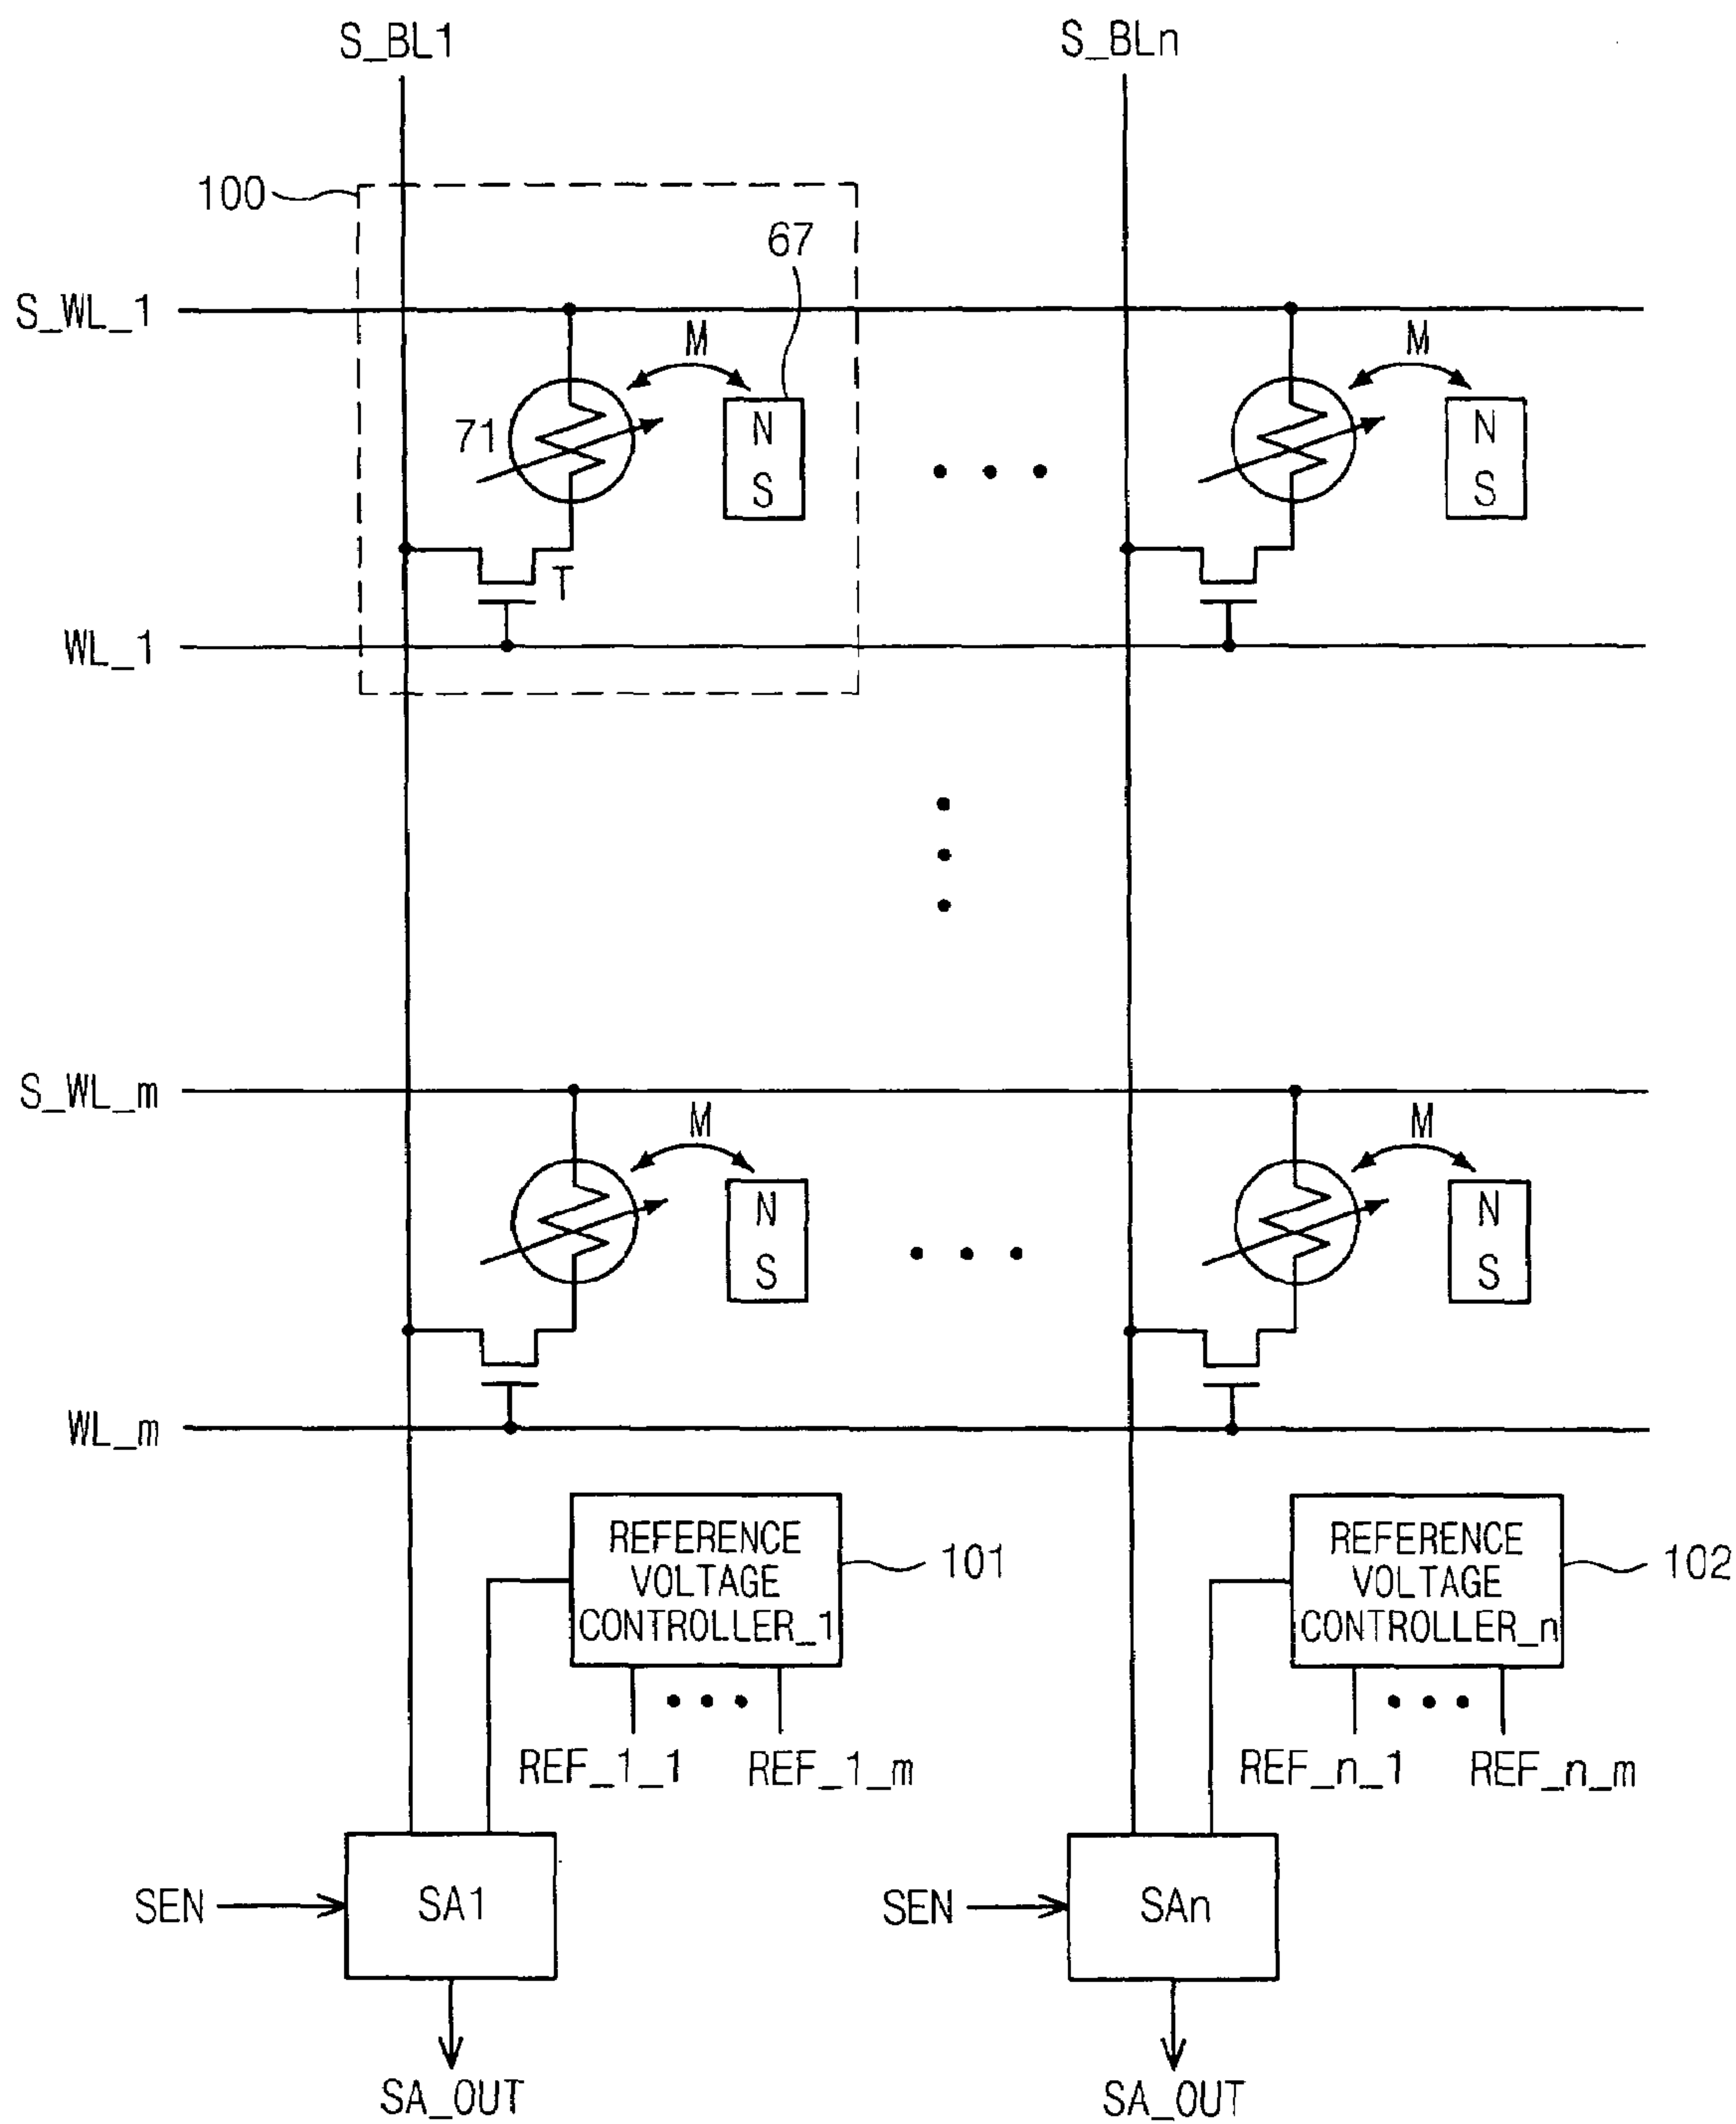 S_BL1 S_BLn
100
67
S_WL_1
M M
71 N N
S S
T
WL_1
S_WL_m
M M
N N
S S
WL_m
REFERENCE VOLTAGE CONTROLLER_1
101
REFERENCE VOLTAGE CONTROLLER_n
102
REF_1_1 REF_1_m REF_n_1 REF_n_m
SEN SA1 SEN SAn
SA_OUT SA_OUT